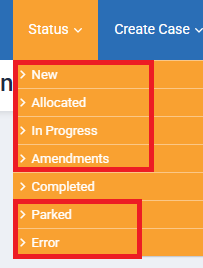 Status
Create Case
n
New
Allocated
In Progress
Amendments
Completed
Parked
Error